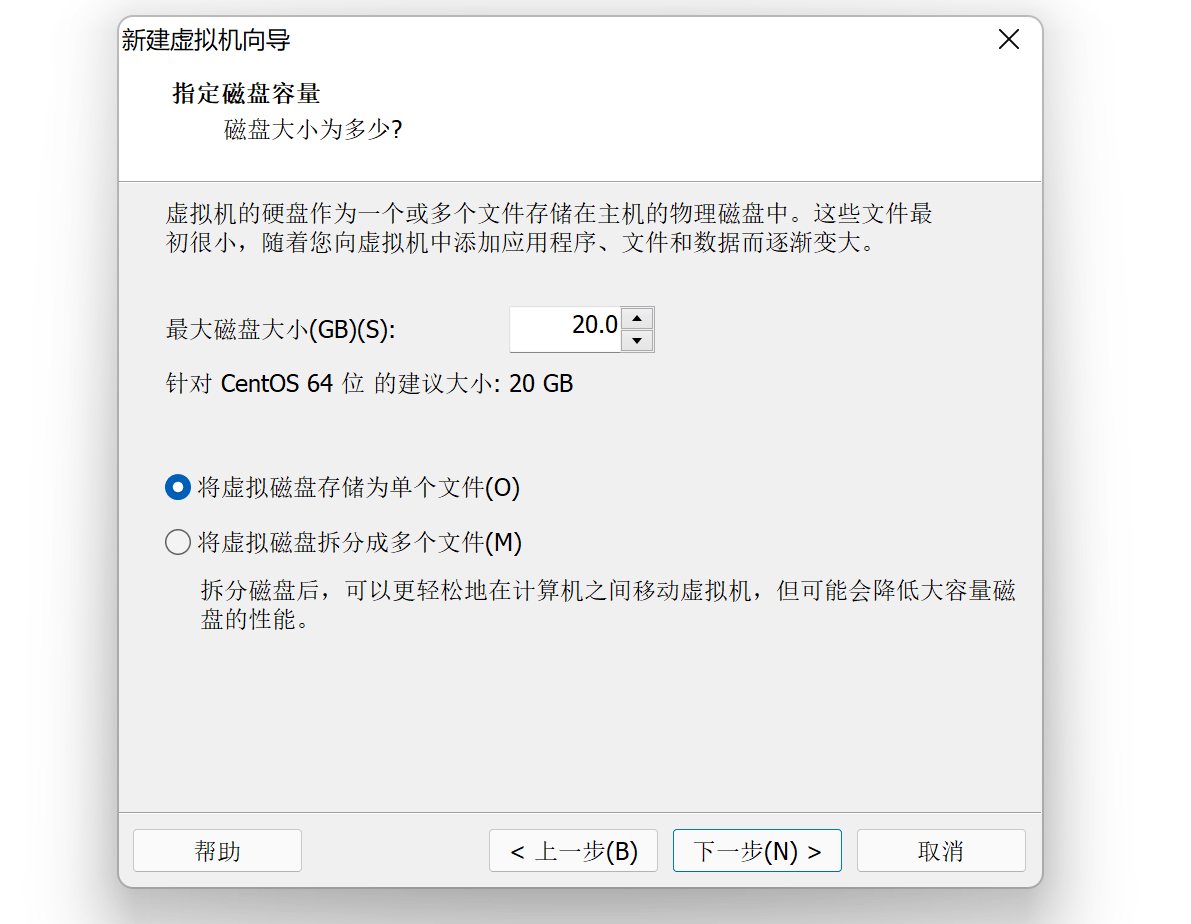 新建虚拟机向导
指定磁盘容量
磁盘大小为多少?
虚拟机的硬盘作为一个或多个文件存储在主机的物理磁盘中。这些文件最
初很小，随着您向虚拟机中添加应用程序、文件和数据而逐渐变大。
最大磁盘大小(GB)(S): 20.0
针对 CentOS 64 位 的建议大小: 20 GB
将虚拟磁盘存储为单个文件(O)
将虚拟磁盘拆分成多个文件(M)
拆分磁盘后，可以更轻松地在计算机之间移动虚拟机，但可能会降低大容量磁
盘的性能。
帮助 < 上一步(B) 下一步(N) > 取消